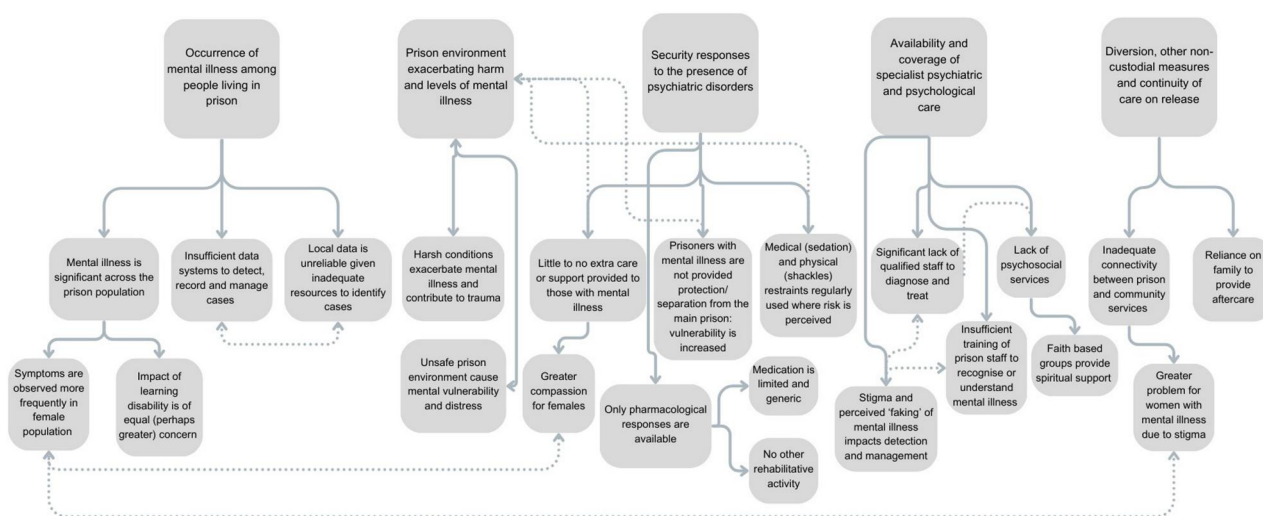 Occurrence of
mental illness among
people living in
prison
Prison environment
exacerbating harm
and levels of mental
illness
Security responses
to the presence of
psychiatric disorders
Availability and
coverage of
specialist psychiatric
and psychological
care
Diversion, other non-
custodial measures
and continuity of
care on release
Mental illness is
significant across the
prison population
Insufficient data
systems to detect,
record and manage
cases
Local data is
unreliable given
inadequate
resources to identify
cases
Harsh conditions
exacerbate mental
illness and
contribute to trauma
Little to no extra care
or support provided to
those with mental
illness
Prisoners with
mental illness are
not provided
protection/
separation from the
main prison:
vulnerability is
increased
Medical (sedation)
and physical
(shackles)
restraints regularly
used where risk is
perceived
Significant lack of
qualified staff to
diagnose and
treat
Lack of
psychosocial
services
Inadequate
connectivity
between prison
and community
services
Reliance on
family to
provide
aftercare
Symptoms are
observed more
frequently in
female
population
Impact of
learning
disability is of
equal (perhaps
greater) concern
Unsafe prison
environment cause
mental vulnerability
and distress
Greater
compassion
for females
Only pharmacological
responses are
available
Medication is
limited and
generic
No other
rehabilitative
activity
Stigma and
perceived ‘faking’ of
mental illness
impacts detection
and management
Insufficient
training of
prison staff to
recognise or
understand
mental illness
Faith based
groups provide
spiritual support
Greater
problem for
women with
mental illness
due to stigma